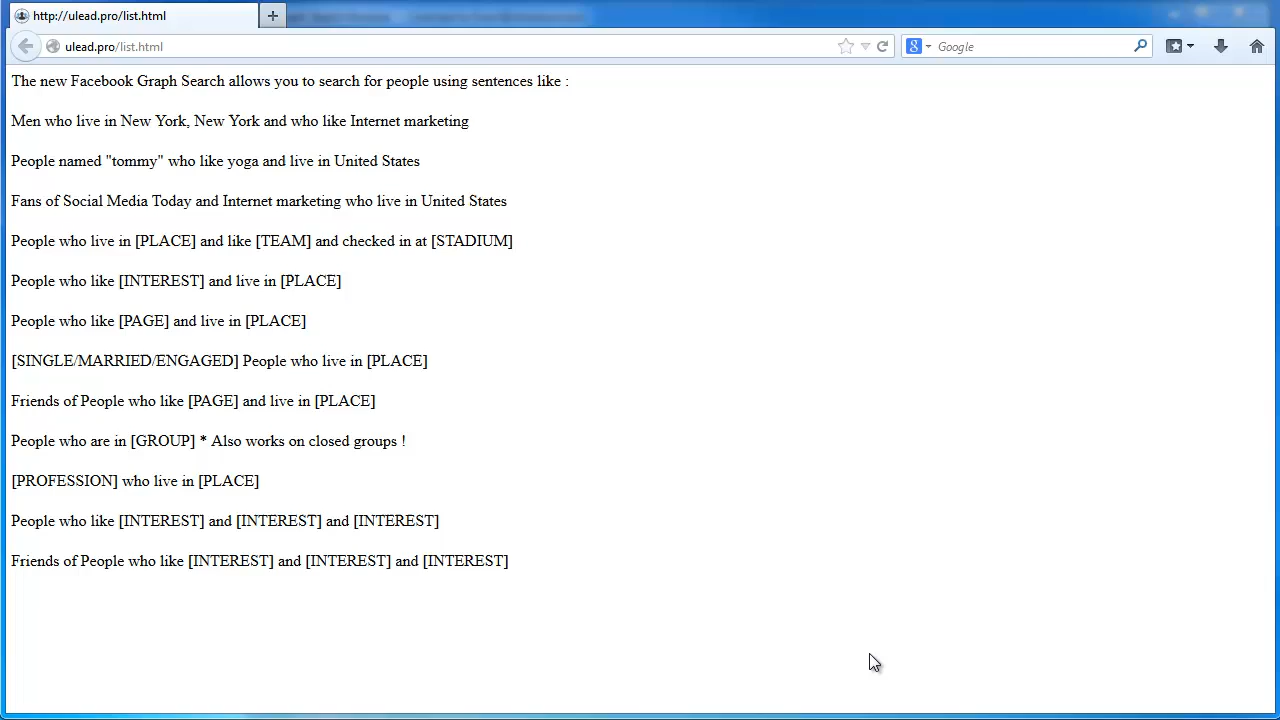 http://ulead.pro/list.html
ulead.pro/list.html
Google
The new Facebook Graph Search allows you to search for people using sentences like :
Men who live in New York, New York and who like Internet marketing
People named "tommy" who like yoga and live in United States
Fans of Social Media Today and Internet marketing who live in United States
People who live in [PLACE] and like [TEAM] and checked in at [STADIUM]
People who like [INTEREST] and live in [PLACE]
People who like [PAGE] and live in [PLACE]
[SINGLE/MARRIED/ENGAGED] People who live in [PLACE]
Friends of People who like [PAGE] and live in [PLACE]
People who are in [GROUP] * Also works on closed groups !
[PROFESSION] who live in [PLACE]
People who like [INTEREST] and [INTEREST] and [INTEREST]
Friends of People who like [INTEREST] and [INTEREST] and [INTEREST]